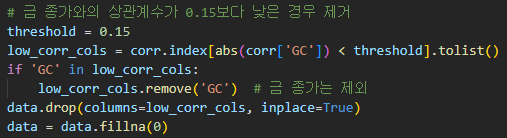 # 금 종가와의 상관계수가 0.15보다 낮은 경우 제거
threshold = 0.15
low_corr_cols = corr.index[abs(corr['GC']) < threshold].tolist()
if 'GC' in low_corr_cols:
    low_corr_cols.remove('GC')  # 금 종가는 제외
data.drop(columns=low_corr_cols, inplace=True)
data = data.fillna(0)